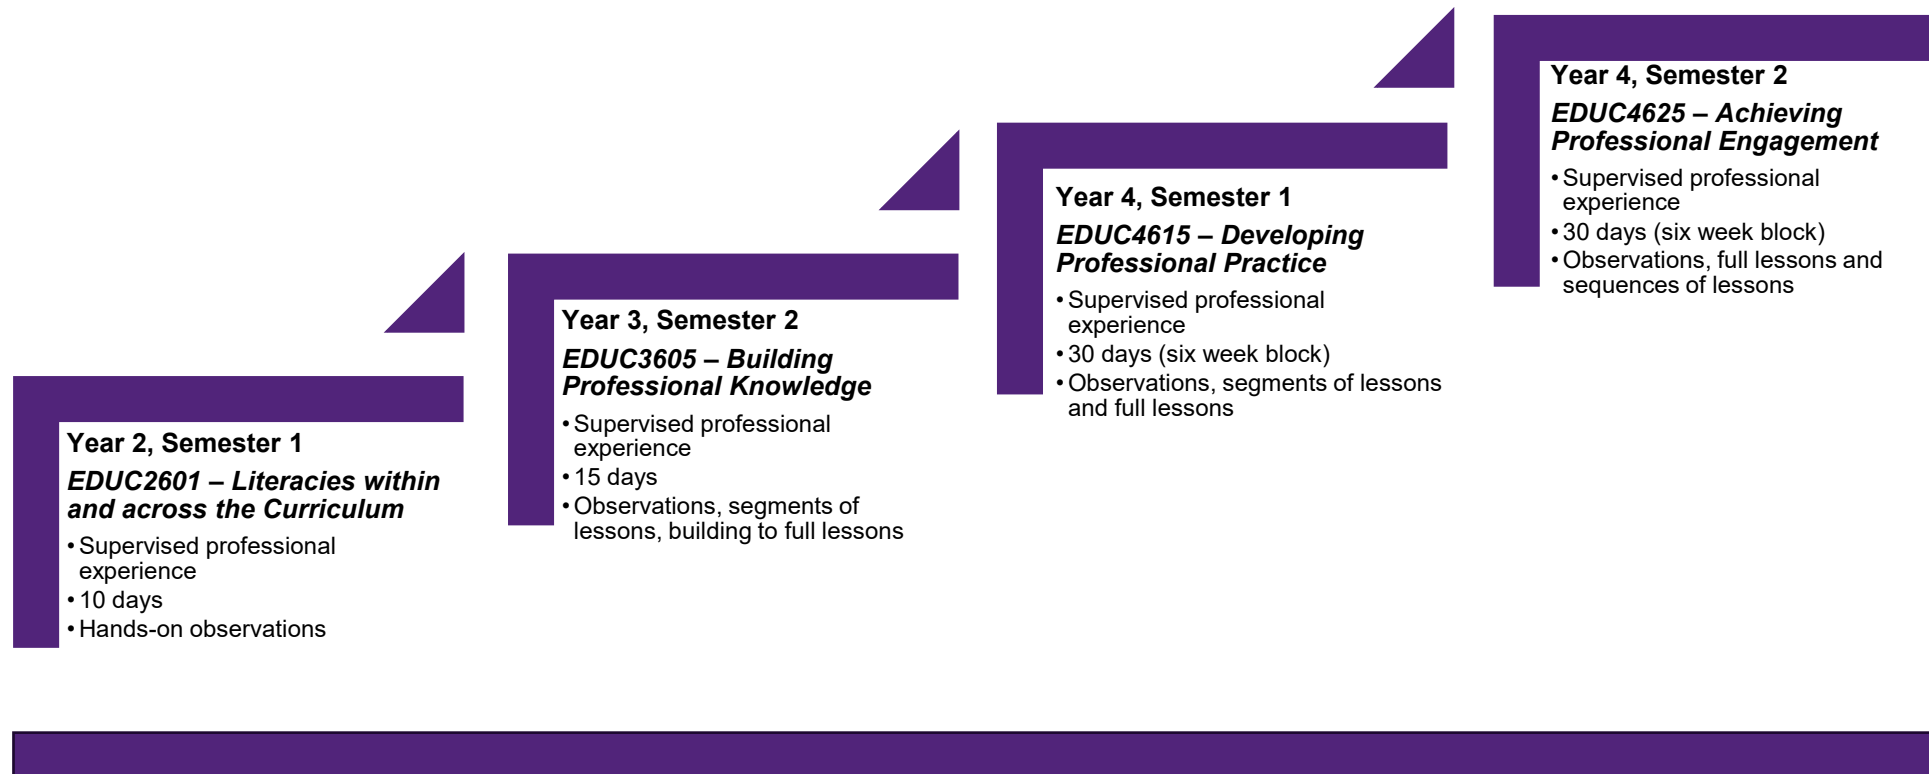 Year 2, Semester 1
EDUC2601 – Literacies within
and across the Curriculum
• Supervised professional
experience
• 10 days
• Hands-on observations
Year 3, Semester 2
EDUC3605 – Building
Professional Knowledge
• Supervised professional
experience
• 15 days
• Observations, segments of
lessons, building to full lessons
Year 4, Semester 1
EDUC4615 – Developing
Professional Practice
• Supervised professional
experience
• 30 days (six week block)
• Observations, segments of lessons
and full lessons
Year 4, Semester 2
EDUC4625 – Achieving
Professional Engagement
• Supervised professional
experience
• 30 days (six week block)
• Observations, full lessons and
sequences of lessons